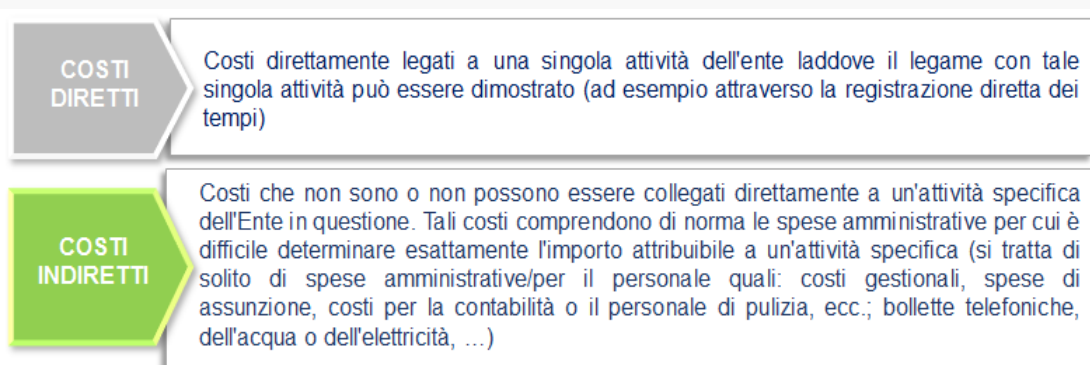 COSTI
DIRETTI
Costi direttamente legati a una singola attività dell'ente laddove il legame con tale
singola attività può essere dimostrato (ad esempio attraverso la registrazione diretta dei
tempi)
COSTI
INDIRETTI
Costi che non sono o non possono essere collegati direttamente a un'attività specifica
dell'Ente in questione. Tali costi comprendono di norma le spese amministrative per cui è
difficile determinare esattamente l'importo attribuibile a un'attività specifica (si tratta di
solito di spese amministrative/per il personale quali: costi gestionali, spese di
assunzione, costi per la contabilità o il personale di pulizia, ecc.; bollette telefoniche,
dell'acqua o dell'elettricità, ...)